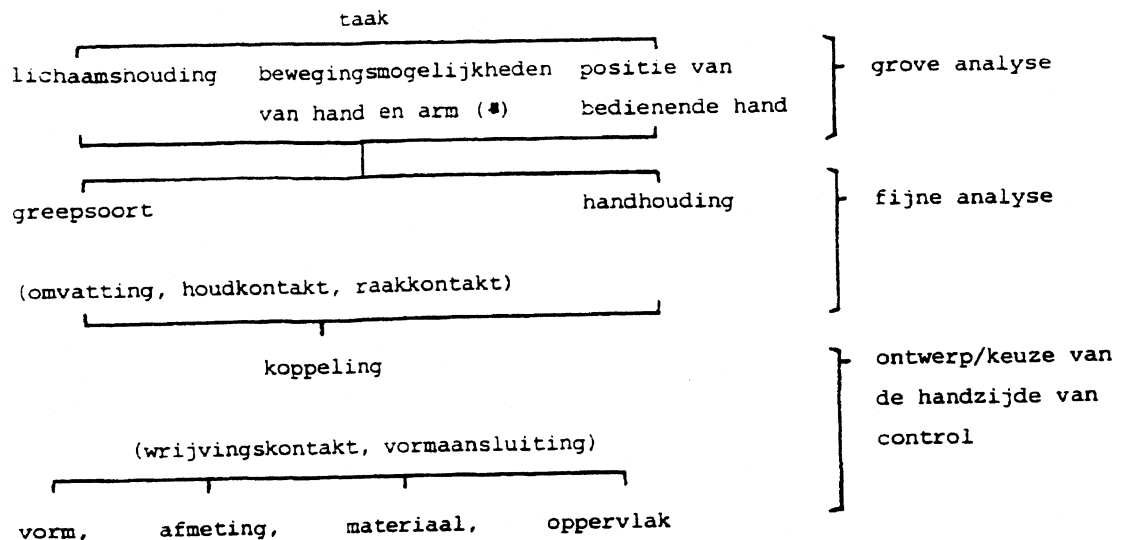 taak
lichaamshouding bewegingsmogelijkheden positie van
van hand en arm (*) bedienende hand
grove analyse
greepsoort handhouding
fijne analyse
(omvatting, houdkontakt, raakkontakt)
koppeling
ontwerp/keuze van
de handzijde van
control
(wrijvingskontakt, vormaansluiting)
vorm, afmeting, materiaal, oppervlak